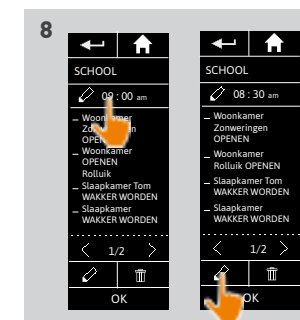 8
SCHOOL
09 : 00 am
Woonkamer
Zonweringen
OPENEN
Woonkamer
OPENEN
Rolluik
Slaapkamer Tom
WAKKER WORDEN
Slaapkamer
WAKKER WORDEN
1/2
OK
SCHOOL
08 : 30 am
Woonkamer
Zonweringen
OPENEN
Woonkamer
Rolluik OPENEN
Slaapkamer Tom
WAKKER WORDEN
Slaapkamer
WAKKER WORDEN
1/2
OK